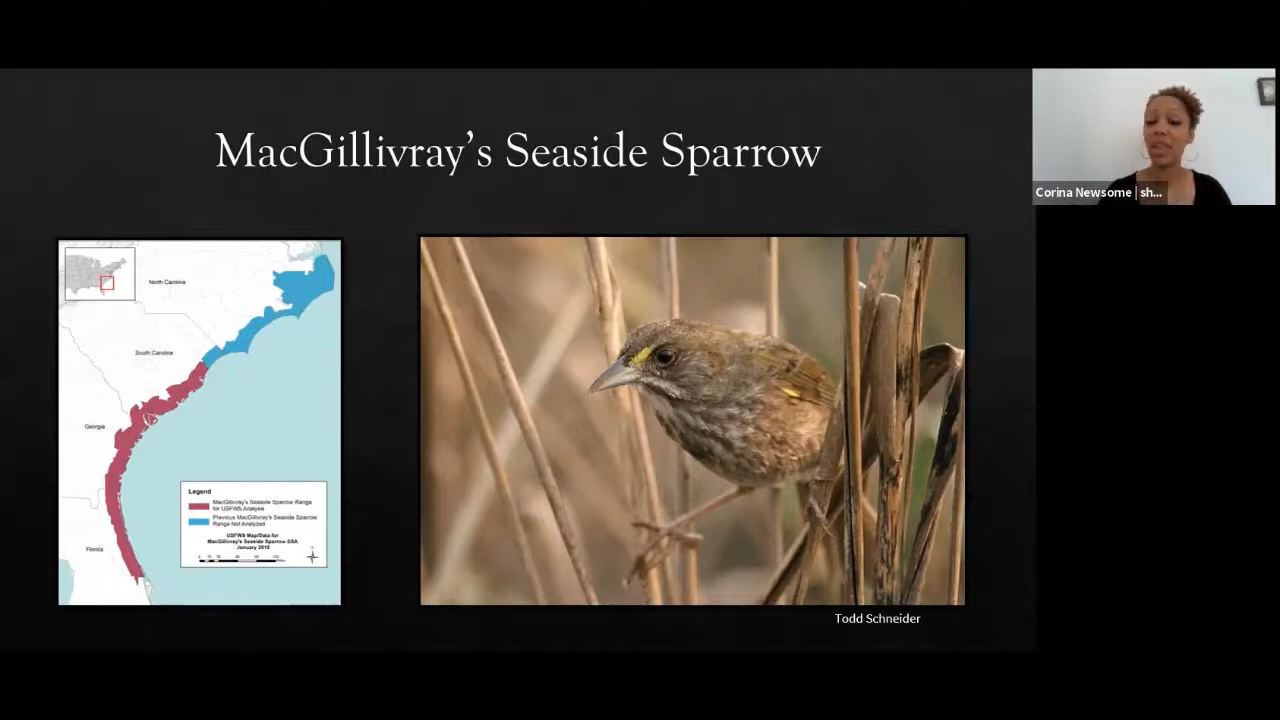 MacGillivray's Seaside Sparrow
Corina Newsome | sh...
North Carolina
South Carolina
Georgia
Florida
Legend
MacGillivray's Seaside Sparrow Range
for USFWS Analysis
Previous MacGillivray's Seaside Sparrow
Range Not Analyzed
USFWS Map/Data for
MacGillivray's Seaside Sparrow SSA
January 2018
Todd Schneider